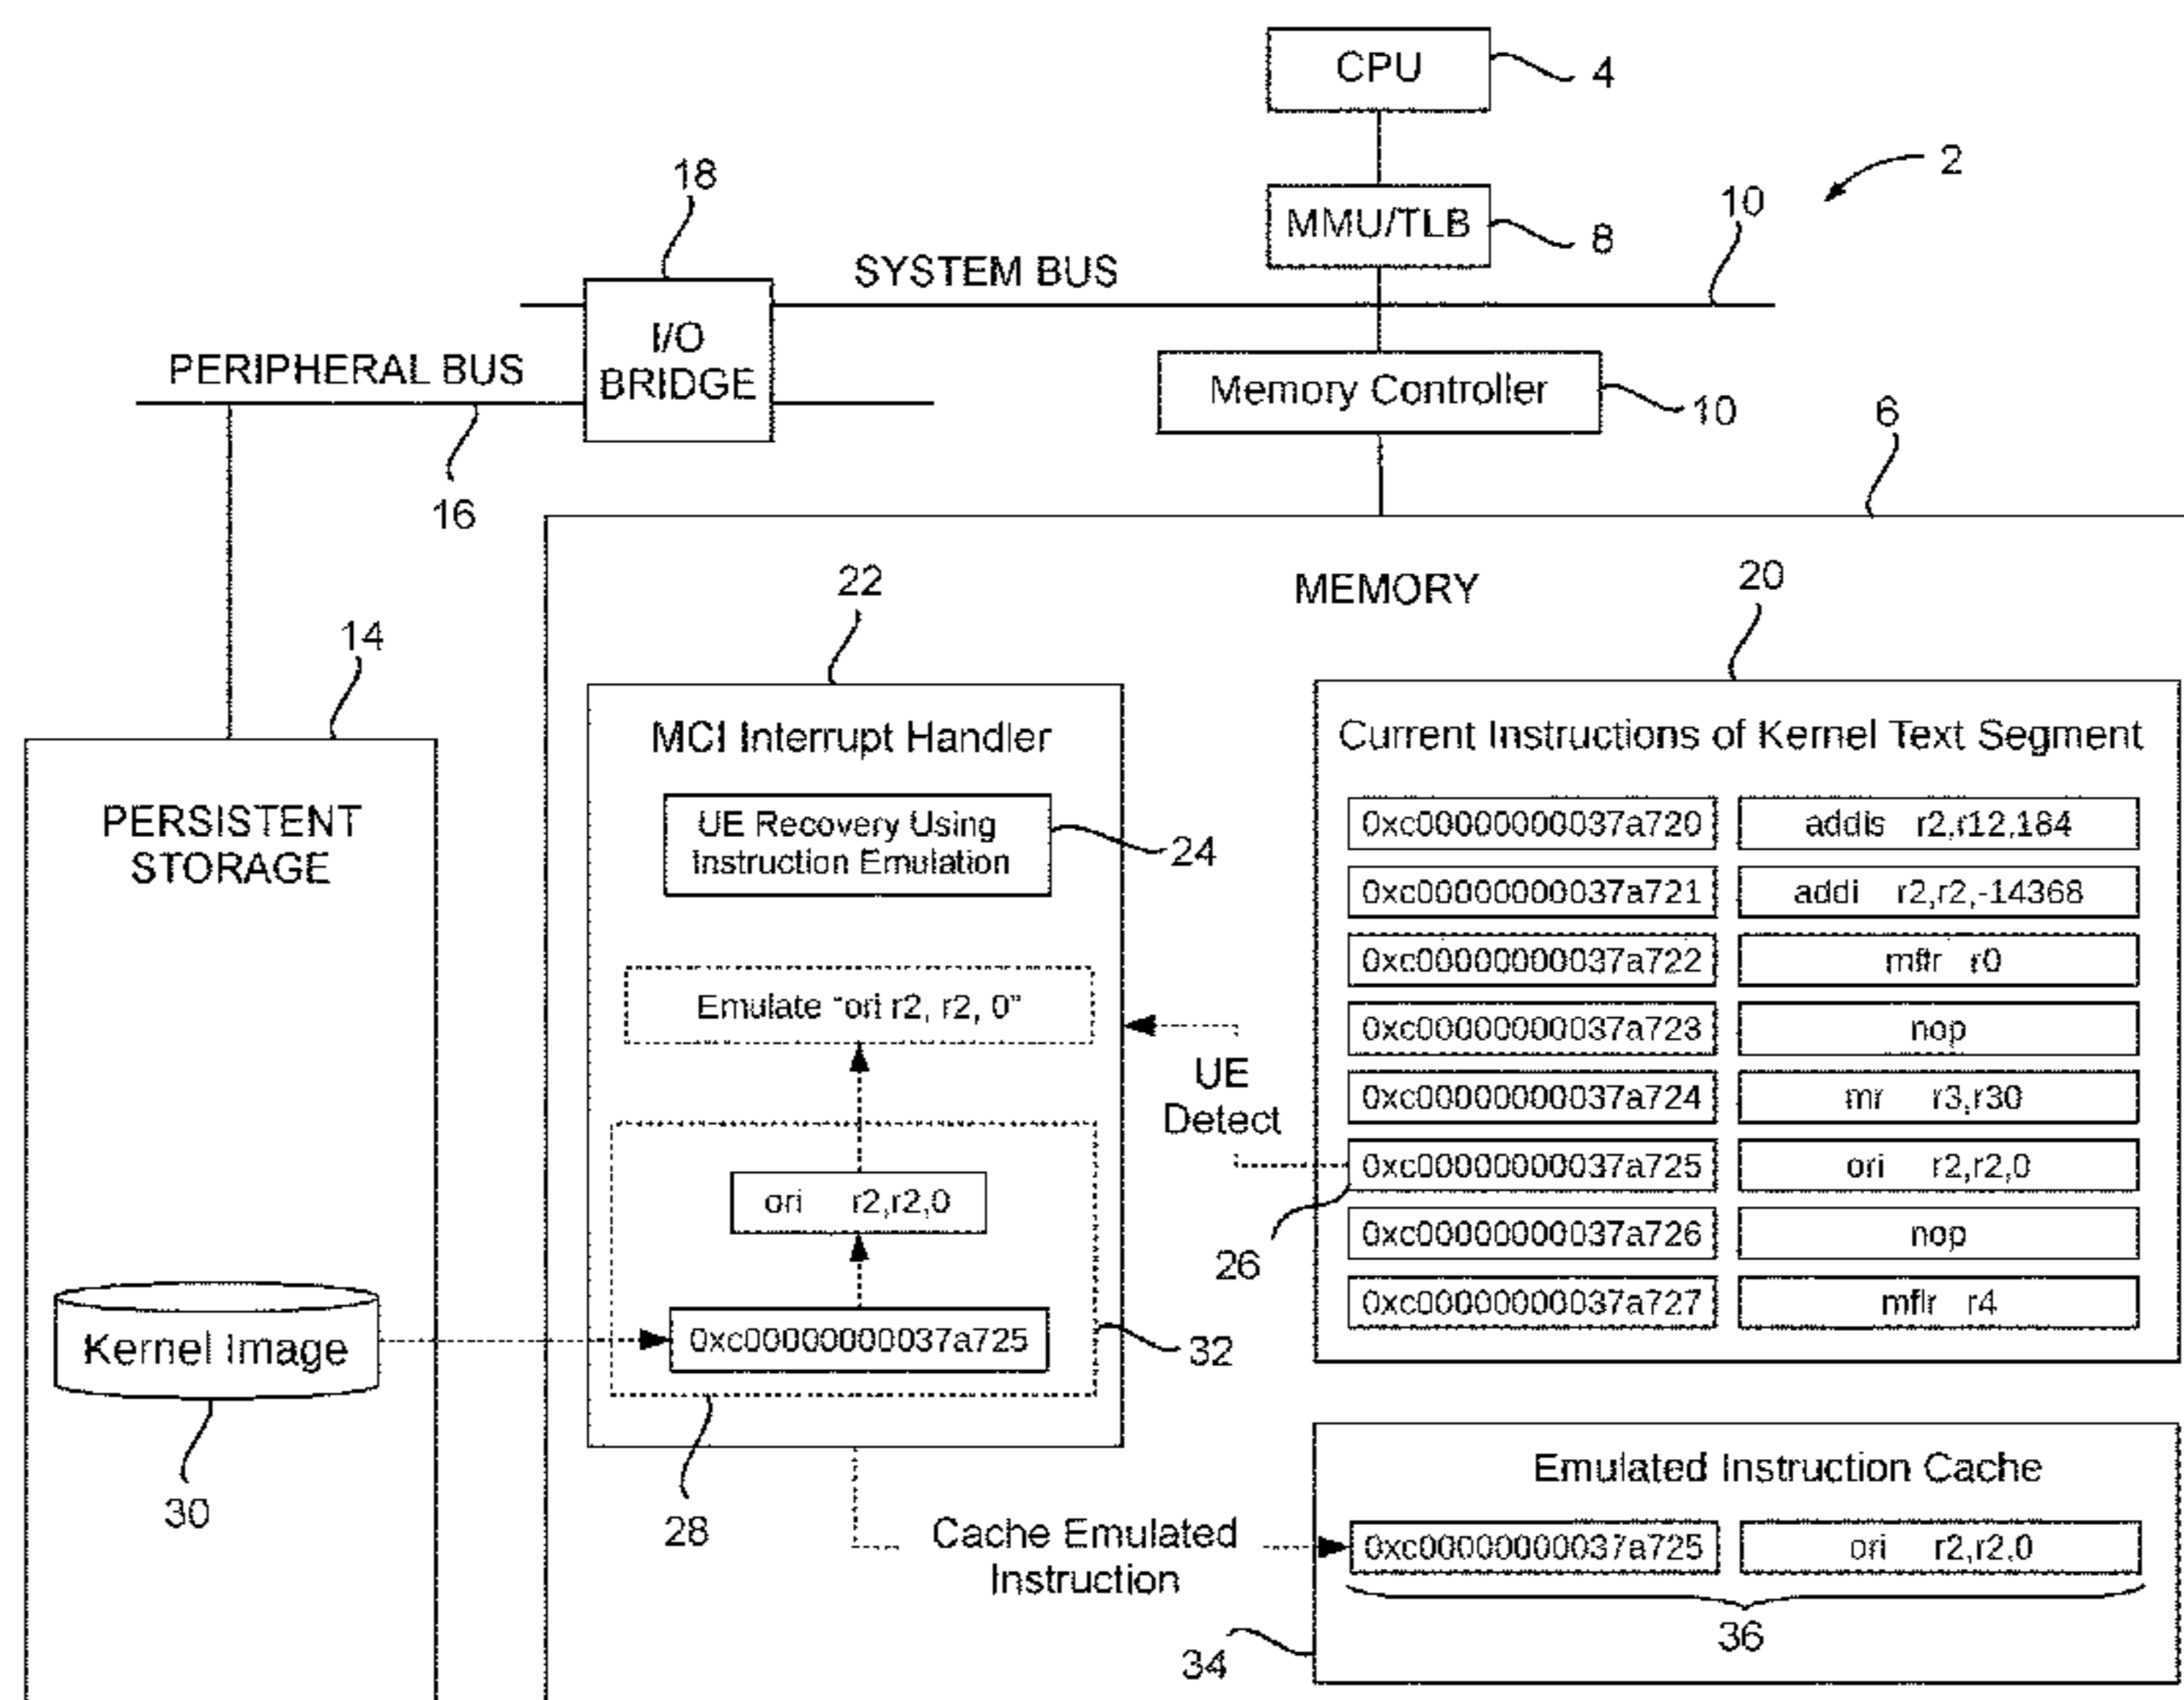 CPU
4
18
2
10
MMU/TLB
8
SYSTEM BUS
I/O
BRIDGE
PERIPHERAL BUS
Memory Controller
10
6
16
MEMORY
22
20
14
MCI Interrupt Handler
Current Instructions of Kernel Text Segment
PERSISTENT
STORAGE
UE Recovery Using
Instruction Emulation
24
0xc00000000037a720 addis r2,r12,184
0xc00000000037a721 addi r2,r2,-14368
0xc00000000037a722 mflr r0
Emulate "ori r2, r2, 0"
0xc00000000037a723 nop
UE
Detect
0xc00000000037a724 mr r3,r30
0xc00000000037a725 ori r2,r2,0
ori r2,r2,0
26
0xc00000000037a726 nop
0xc00000000037a727 mflr r4
Kernel Image
0xc00000000037a725
32
30
28
Emulated Instruction Cache
Cache Emulated
Instruction
0xc00000000037a725 ori r2,r2,0
36
34